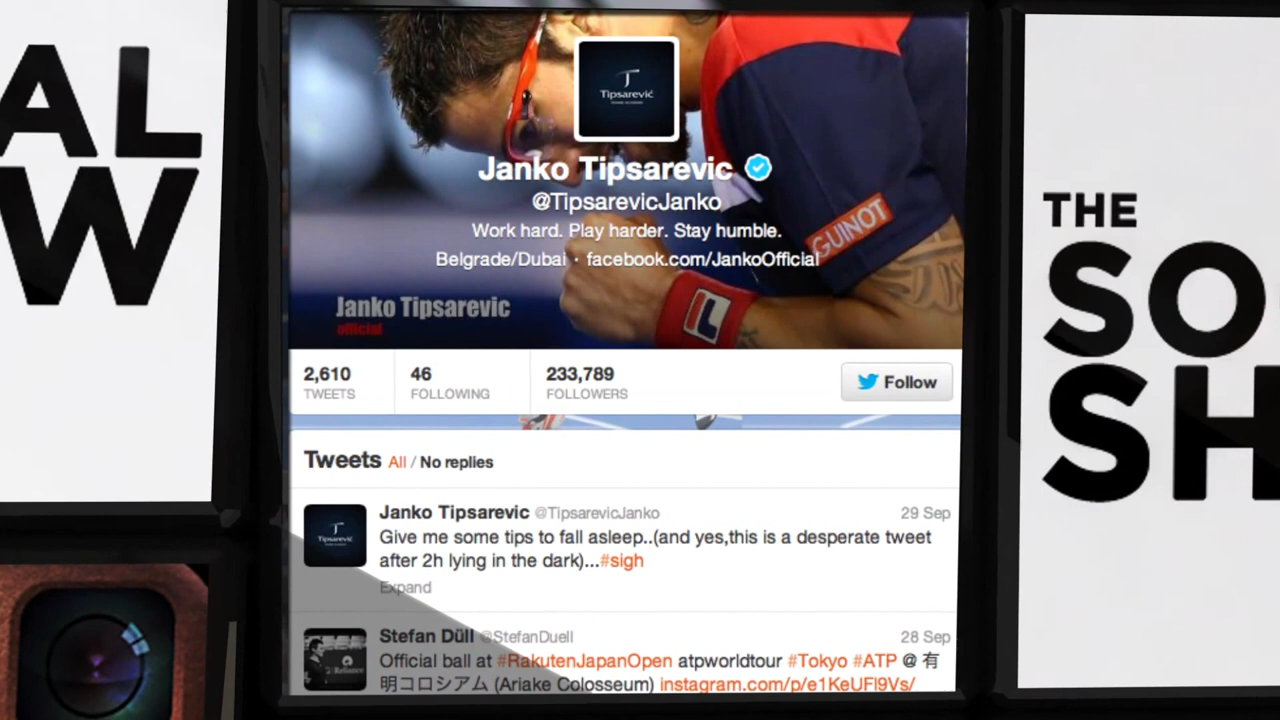 AL
W
Tipsarević
Janko Tipsarevic
@TipsarevicJanko
Work hard. Play harder. Stay humble.
GUINOT
Belgrade/Dubai · facebook.com/JankoOfficial
Janko Tipsarevic
official
2,610
TWEETS
46
FOLLOWING
233,789
FOLLOWERS
Follow
Tweets All / No replies
Tipsarević
Janko Tipsarevic @TipsarevicJanko 29 Sep
Give me some tips to fall asleep..(and yes,this is a desperate tweet
after 2h lying in the dark)...#sigh
Expand
Stefan Düll @StefanDuell 28 Sep
Reliance
Official ball at #RakutenJapanOpen atpworldtour #Tokyo #ATP @ 有
明コロシアム (Ariake Colosseum) instagram.com/p/e1KeUFl9Vs/
THE
SO
SH